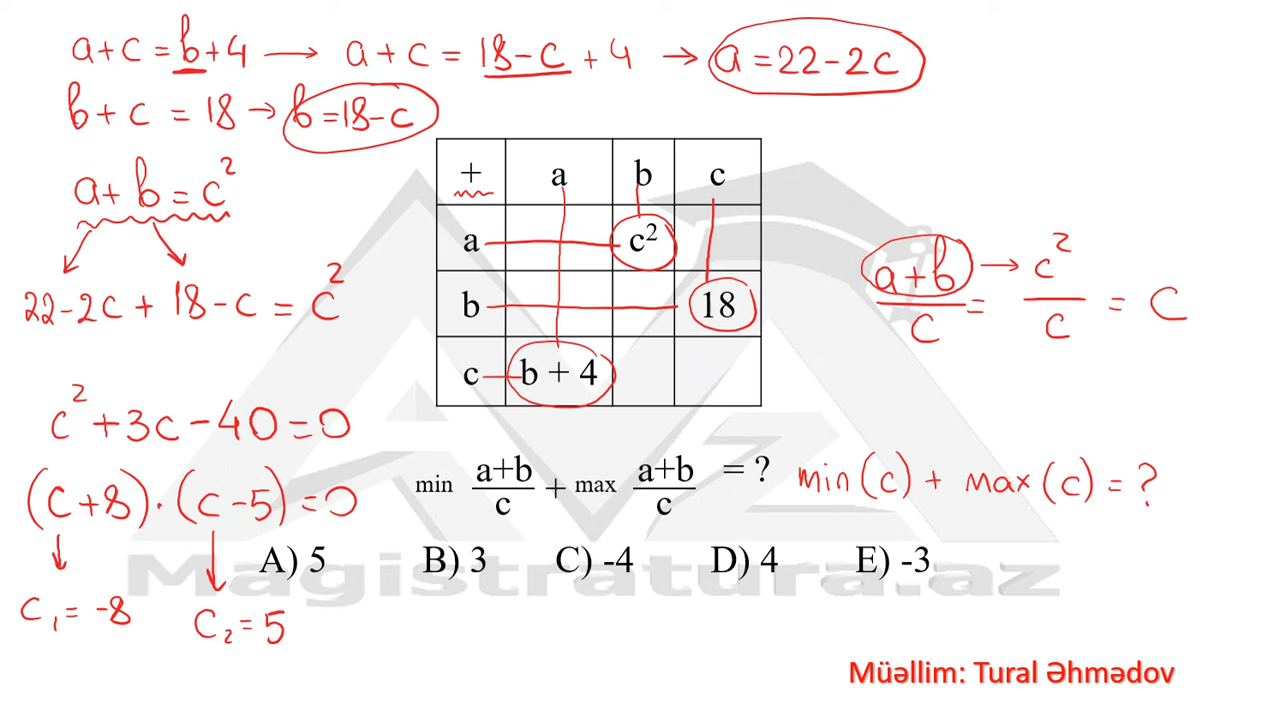 a+c = b+4 → a+c = 18-c + 4 → a = 22-2c
b+c = 18 → b=18-c
a+b = c²
22-2c + 18-c = c²
c² +3c -40=0
(c+8)·(c-5)=0
c₁ = -8 c₂ = 5
+ a b c
a c²
b 18
c b + 4
a+b/c = → c²/c = c
min a+b/c + max a+b/c = ?
min(c) + max(c) = ?
A) 5 B) 3 C) -4 D) 4 E) -3
Magistratura.az
Müəllim: Tural Əhmədov